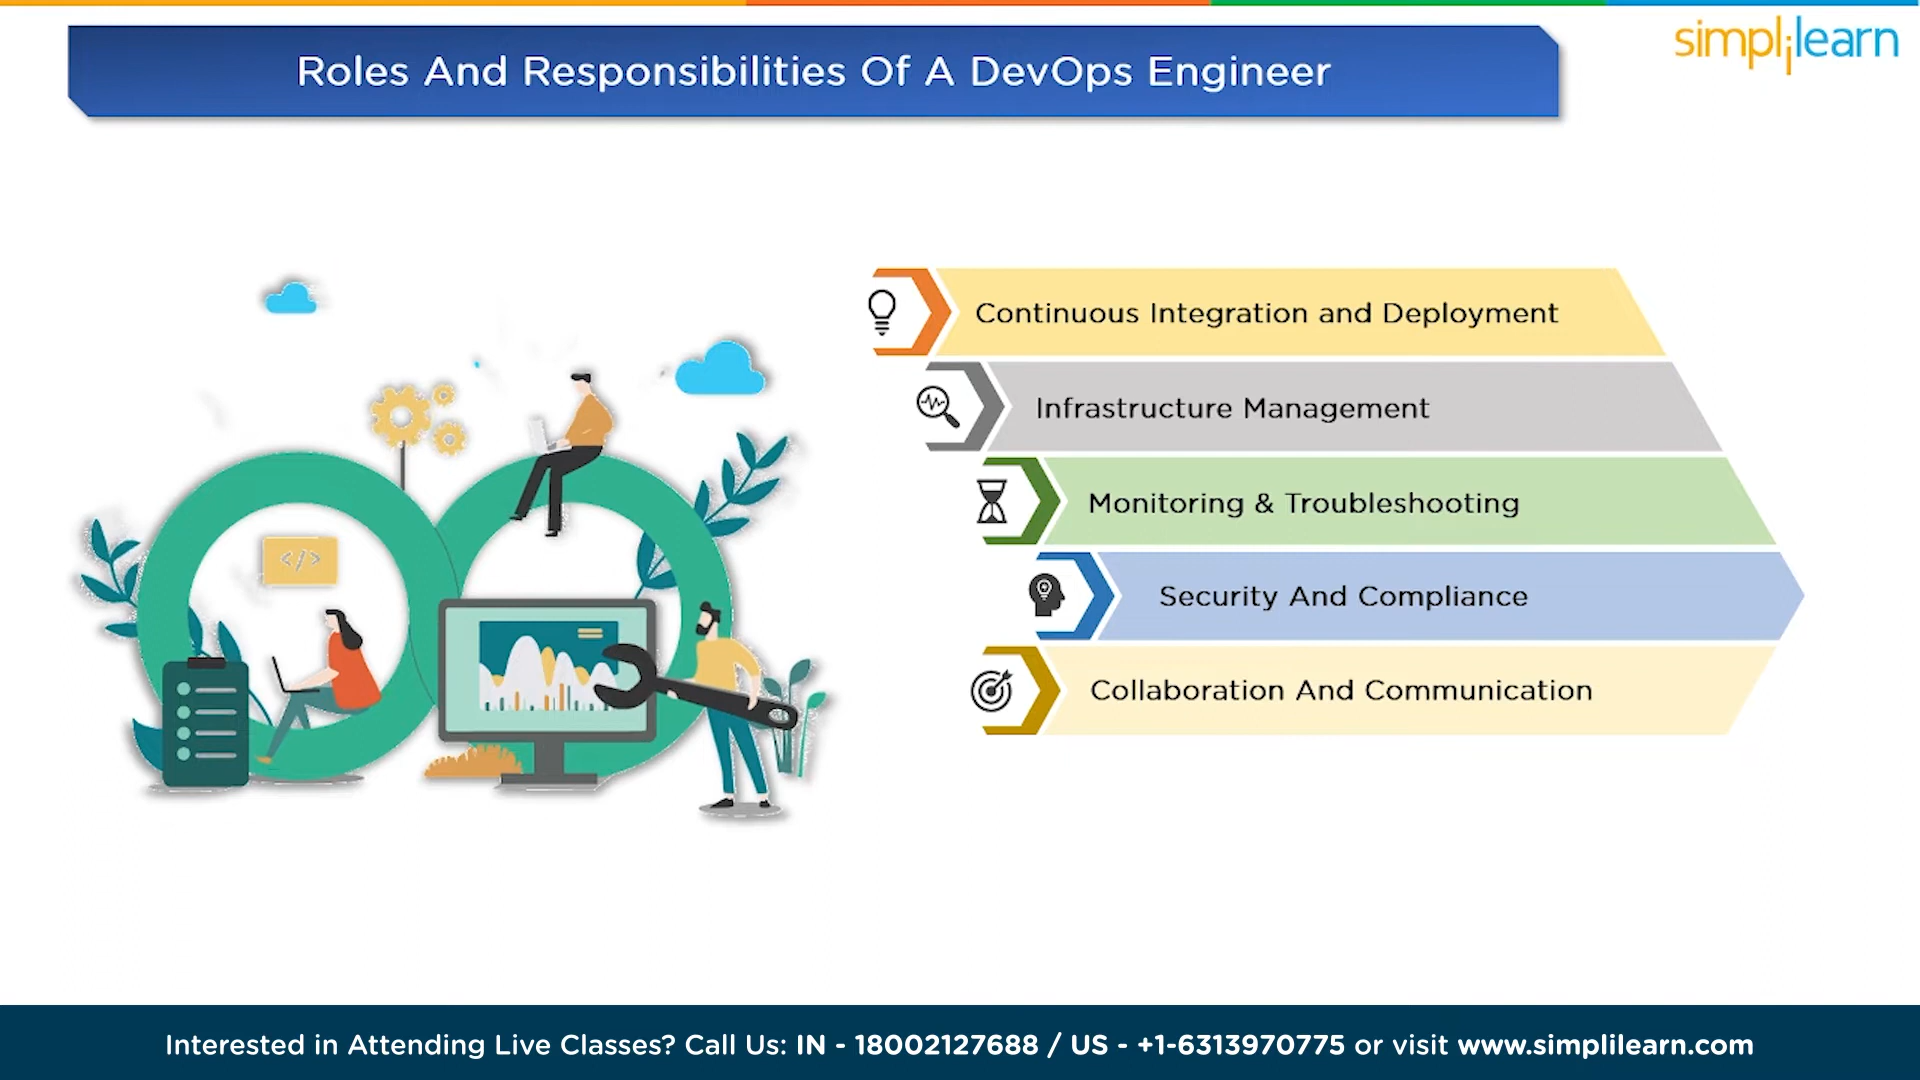 Roles And Responsibilities Of A DevOps Engineer
simplilearn
Continuous Integration and Deployment
Infrastructure Management
Monitoring & Troubleshooting
Security And Compliance
Collaboration And Communication
</>
Interested in Attending Live Classes? Call Us: IN - 18002127688 / US - +1-6313970775 or visit www.simplilearn.com